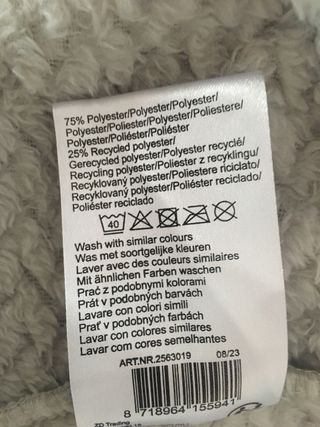 75% Polyester/Polyester/Polyester/
Polyester/Poliester/Polyester/Poliestere/
Polyester/Poliéster/Poliéster
25% Recycled polyester/
Gerecycled polyester/Polyester recyclé/
Recycling polyester/Poliester z recyklingu/
Recyklovaný polyester/Poliestere riciclato/
Recyklovaný polyester/Poliéster reciclado/
Poliéster reciclado
40
Wash with similar colours
Was met soortgelijke kleuren
Laver avec des couleurs similaires
Mit ähnlichen Farben waschen
Prać z podobnymi kolorami
Prát v podobných barvách
Lavare con colori simili
Prať v podobných farbách
Lavar con colores similares
Lavar com cores semelhantes
ART.NR.2563019 08/23
8 718964 155941
ZD Trading